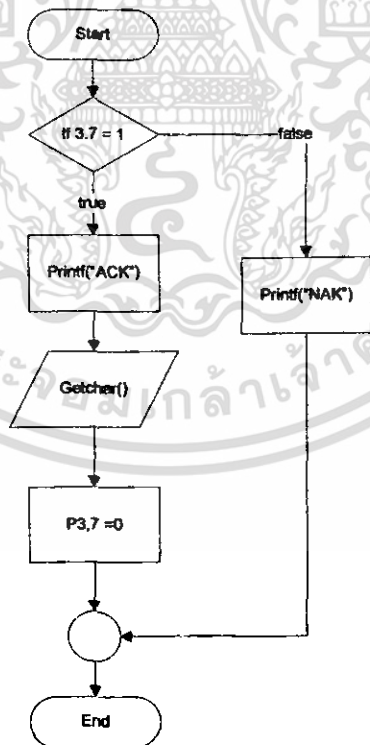 Start
If 3.7 = 1
false
true
Printf("ACK")
Printf("NAK")
Getchar()
P3,7 =0
End